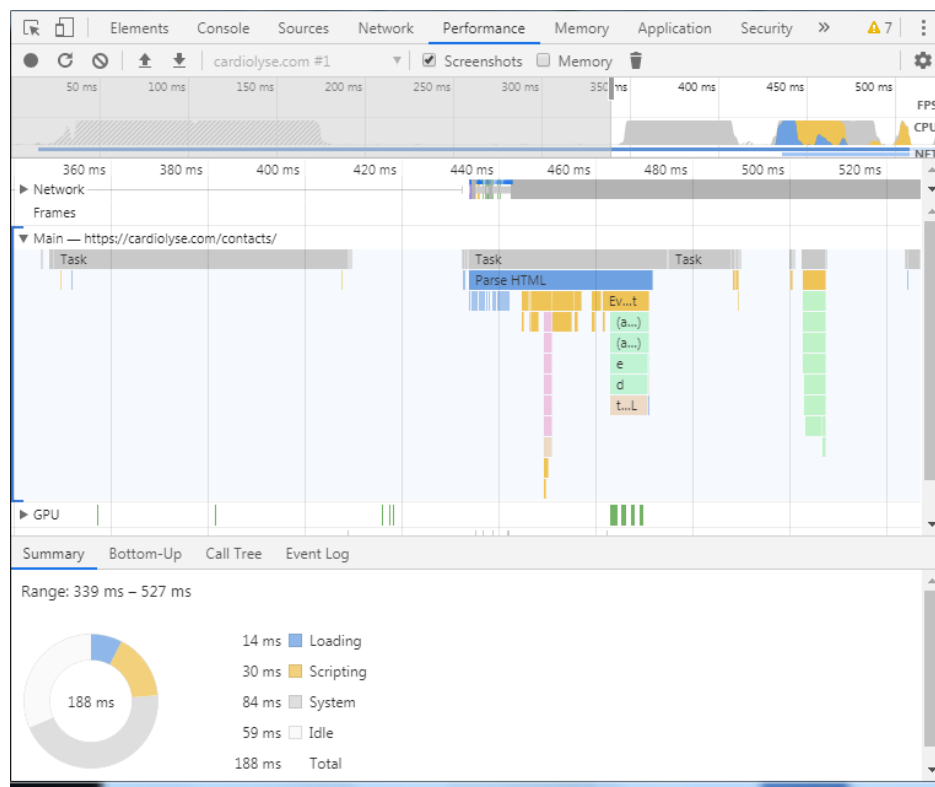 Elements Console Sources Network Performance Memory Application Security » 7
cardiolyse.com #1 Screenshots Memory
50 ms 100 ms 150 ms 200 ms 250 ms 300 ms 350 ms 400 ms 450 ms 500 ms
FPS
CPU
NET
360 ms 380 ms 400 ms 420 ms 440 ms 460 ms 480 ms 500 ms 520 ms
Network
Frames
Main — https://cardiolyse.com/contacts/
Task Task Task
Parse HTML
Ev...t
(a...)
(a...)
e
d
t...L
GPU
Summary Bottom-Up Call Tree Event Log
Range: 339 ms – 527 ms
14 ms Loading
30 ms Scripting
188 ms
84 ms System
59 ms Idle
188 ms Total